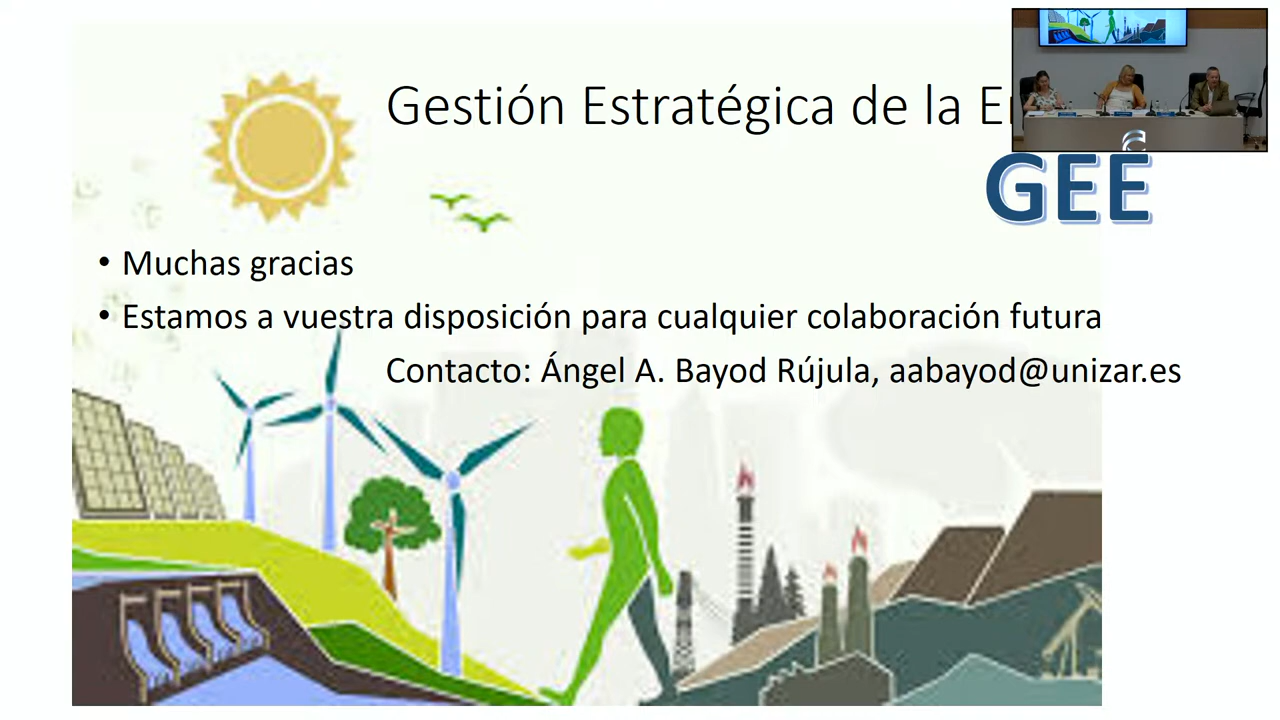 Gestión Estratégica de la
GEE
• Muchas gracias
• Estamos a vuestra disposición para cualquier colaboración futura
Contacto: Ángel A. Bayod Rújula, aabayod@unizar.es